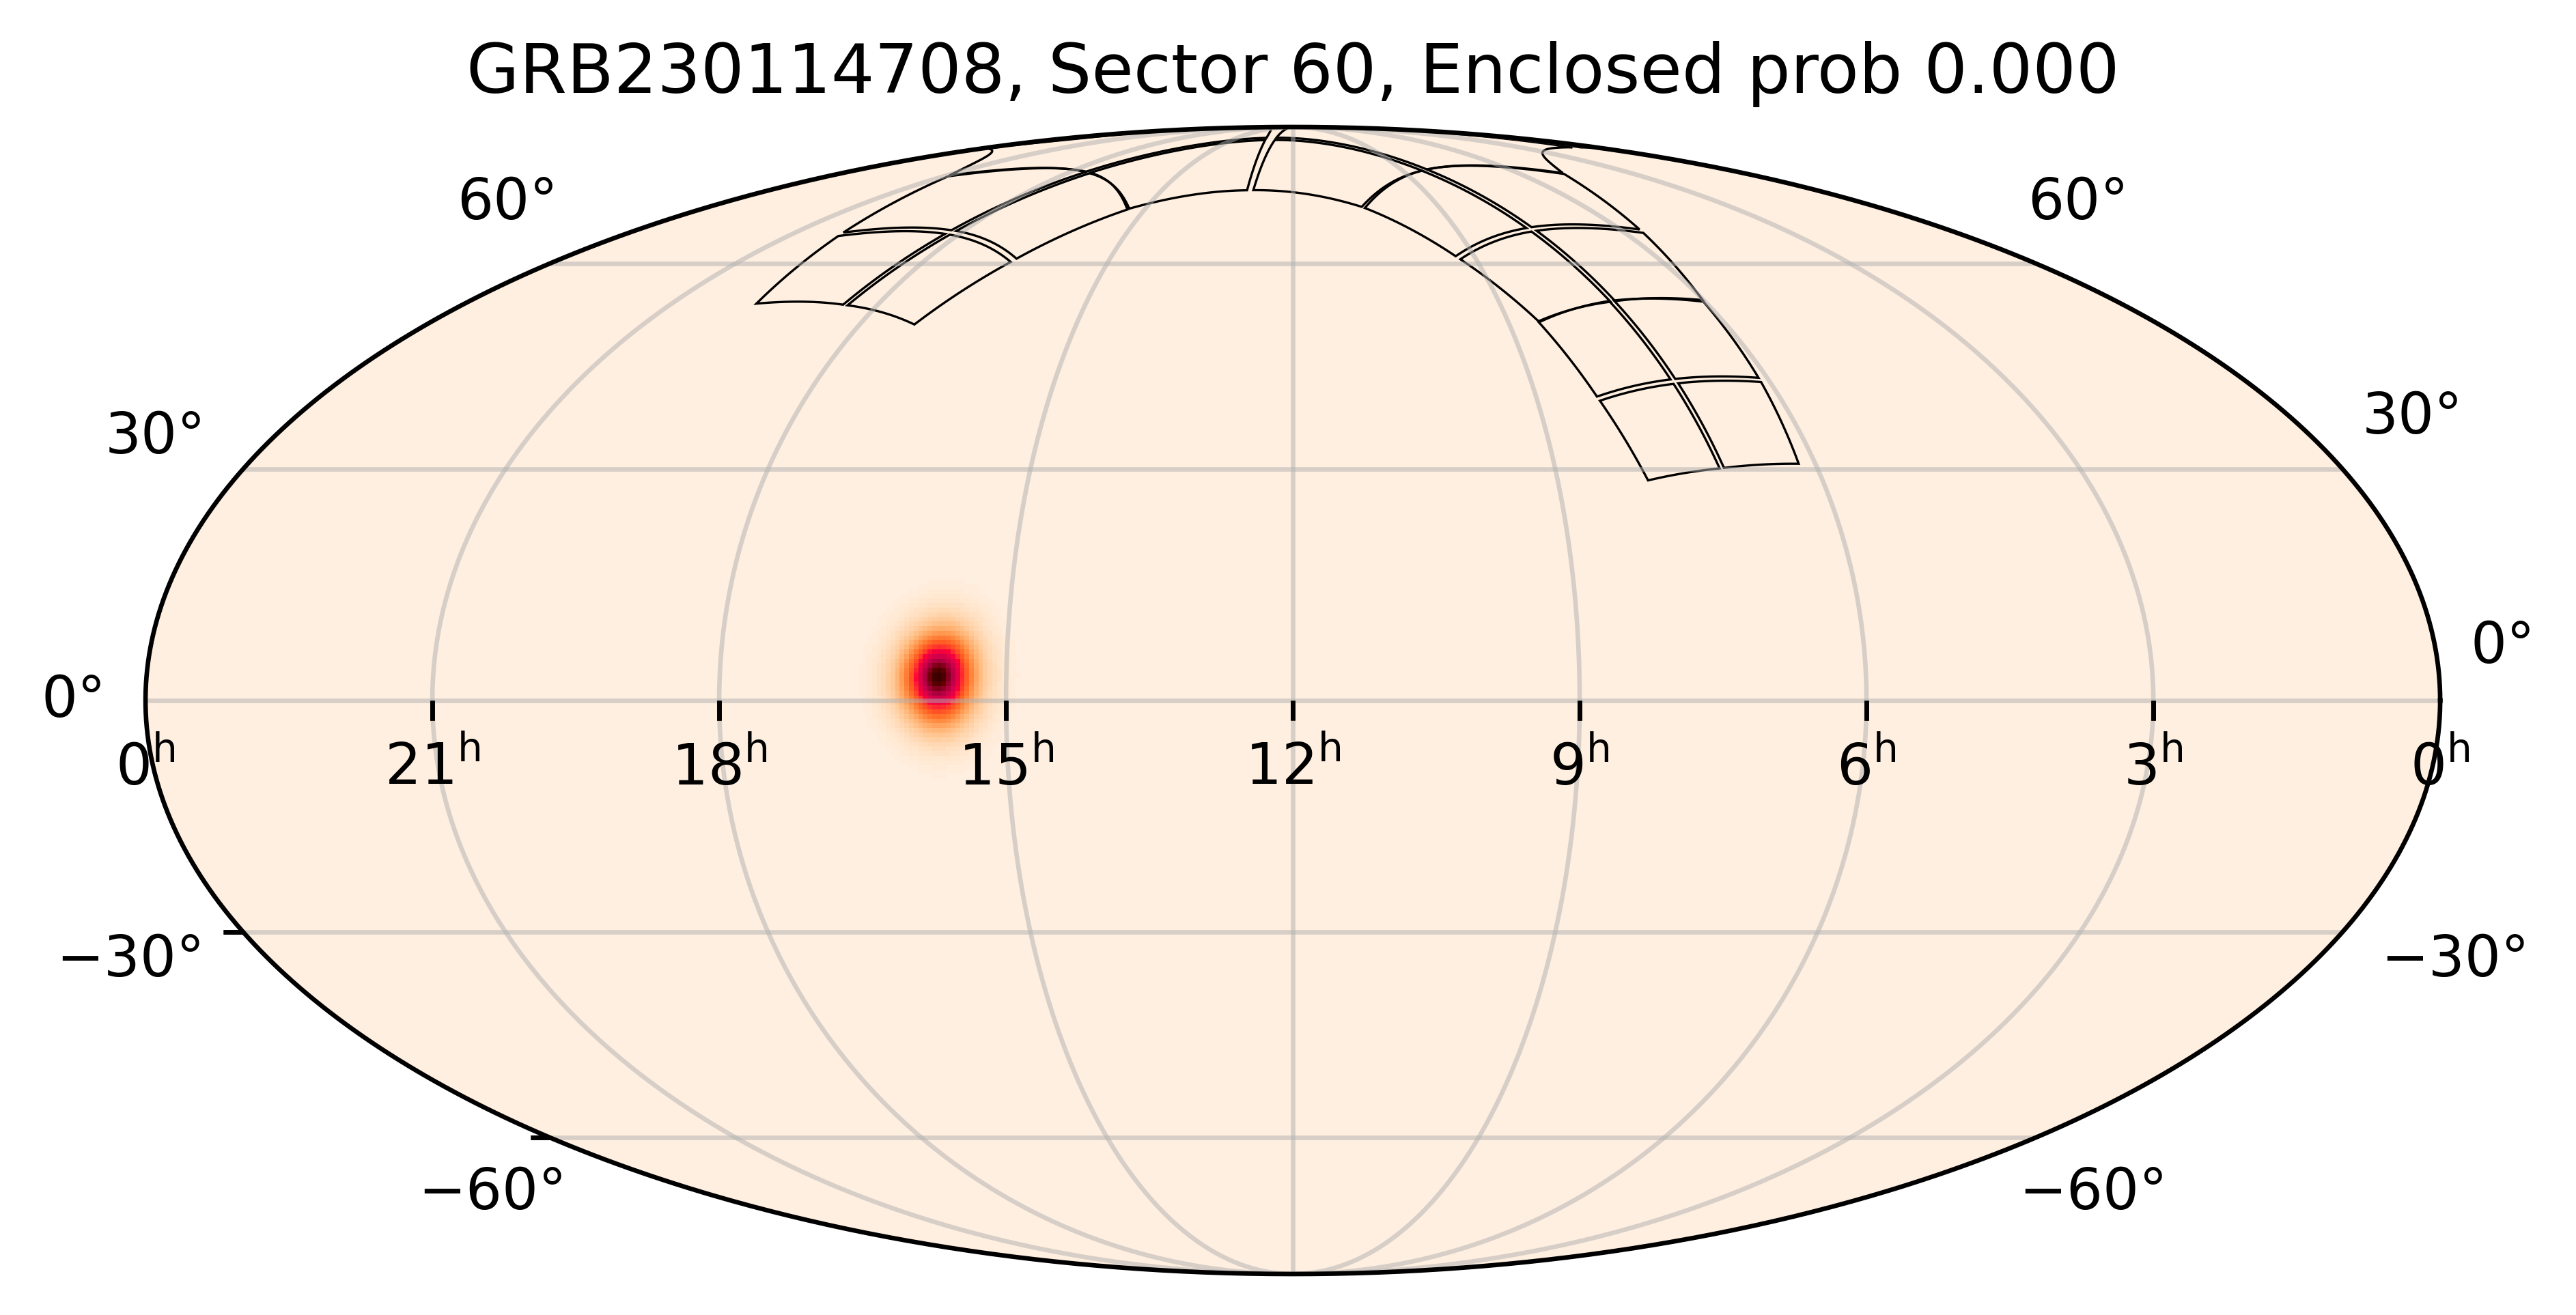 GRB230114708, Sector 60, Enclosed prob 0.000
60° 60°
30° 30°
0° 0°
0h 21h 18h 15h 12h 9h 6h 3h 0h
−30° −30°
−60° −60°